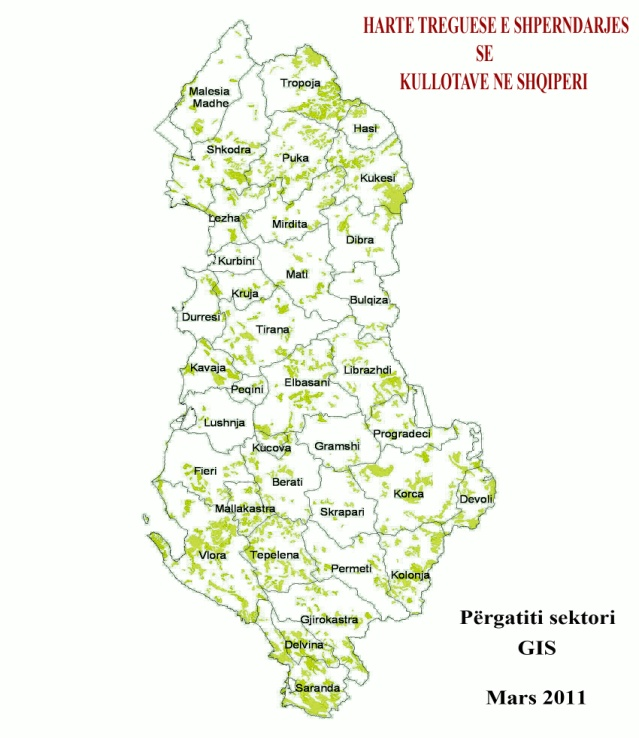 HARTE TREGUESE E SHPERNDARJES
SE
KULLOTAVE NE SHQIPERI
Tropoja
Malesia
Madhe
Hasi
Shkodra
Puka
Kukesi
Lezha
Mirdita
Dibra
Kurbini
Mati
Kruja
Bulqiza
Durresi
Tirana
Kavaja
Librazhdi
Peqini
Elbasani
Lushnja
Progradeci
Kucova
Gramshi
Fieri
Berati
Korca
Devoli
Mallakastra
Skrapari
Vlora
Tepelena
Permeti
Kolonja
Gjirokastra
Delvina
Saranda
Përgatiti sektori
GIS
Mars 2011